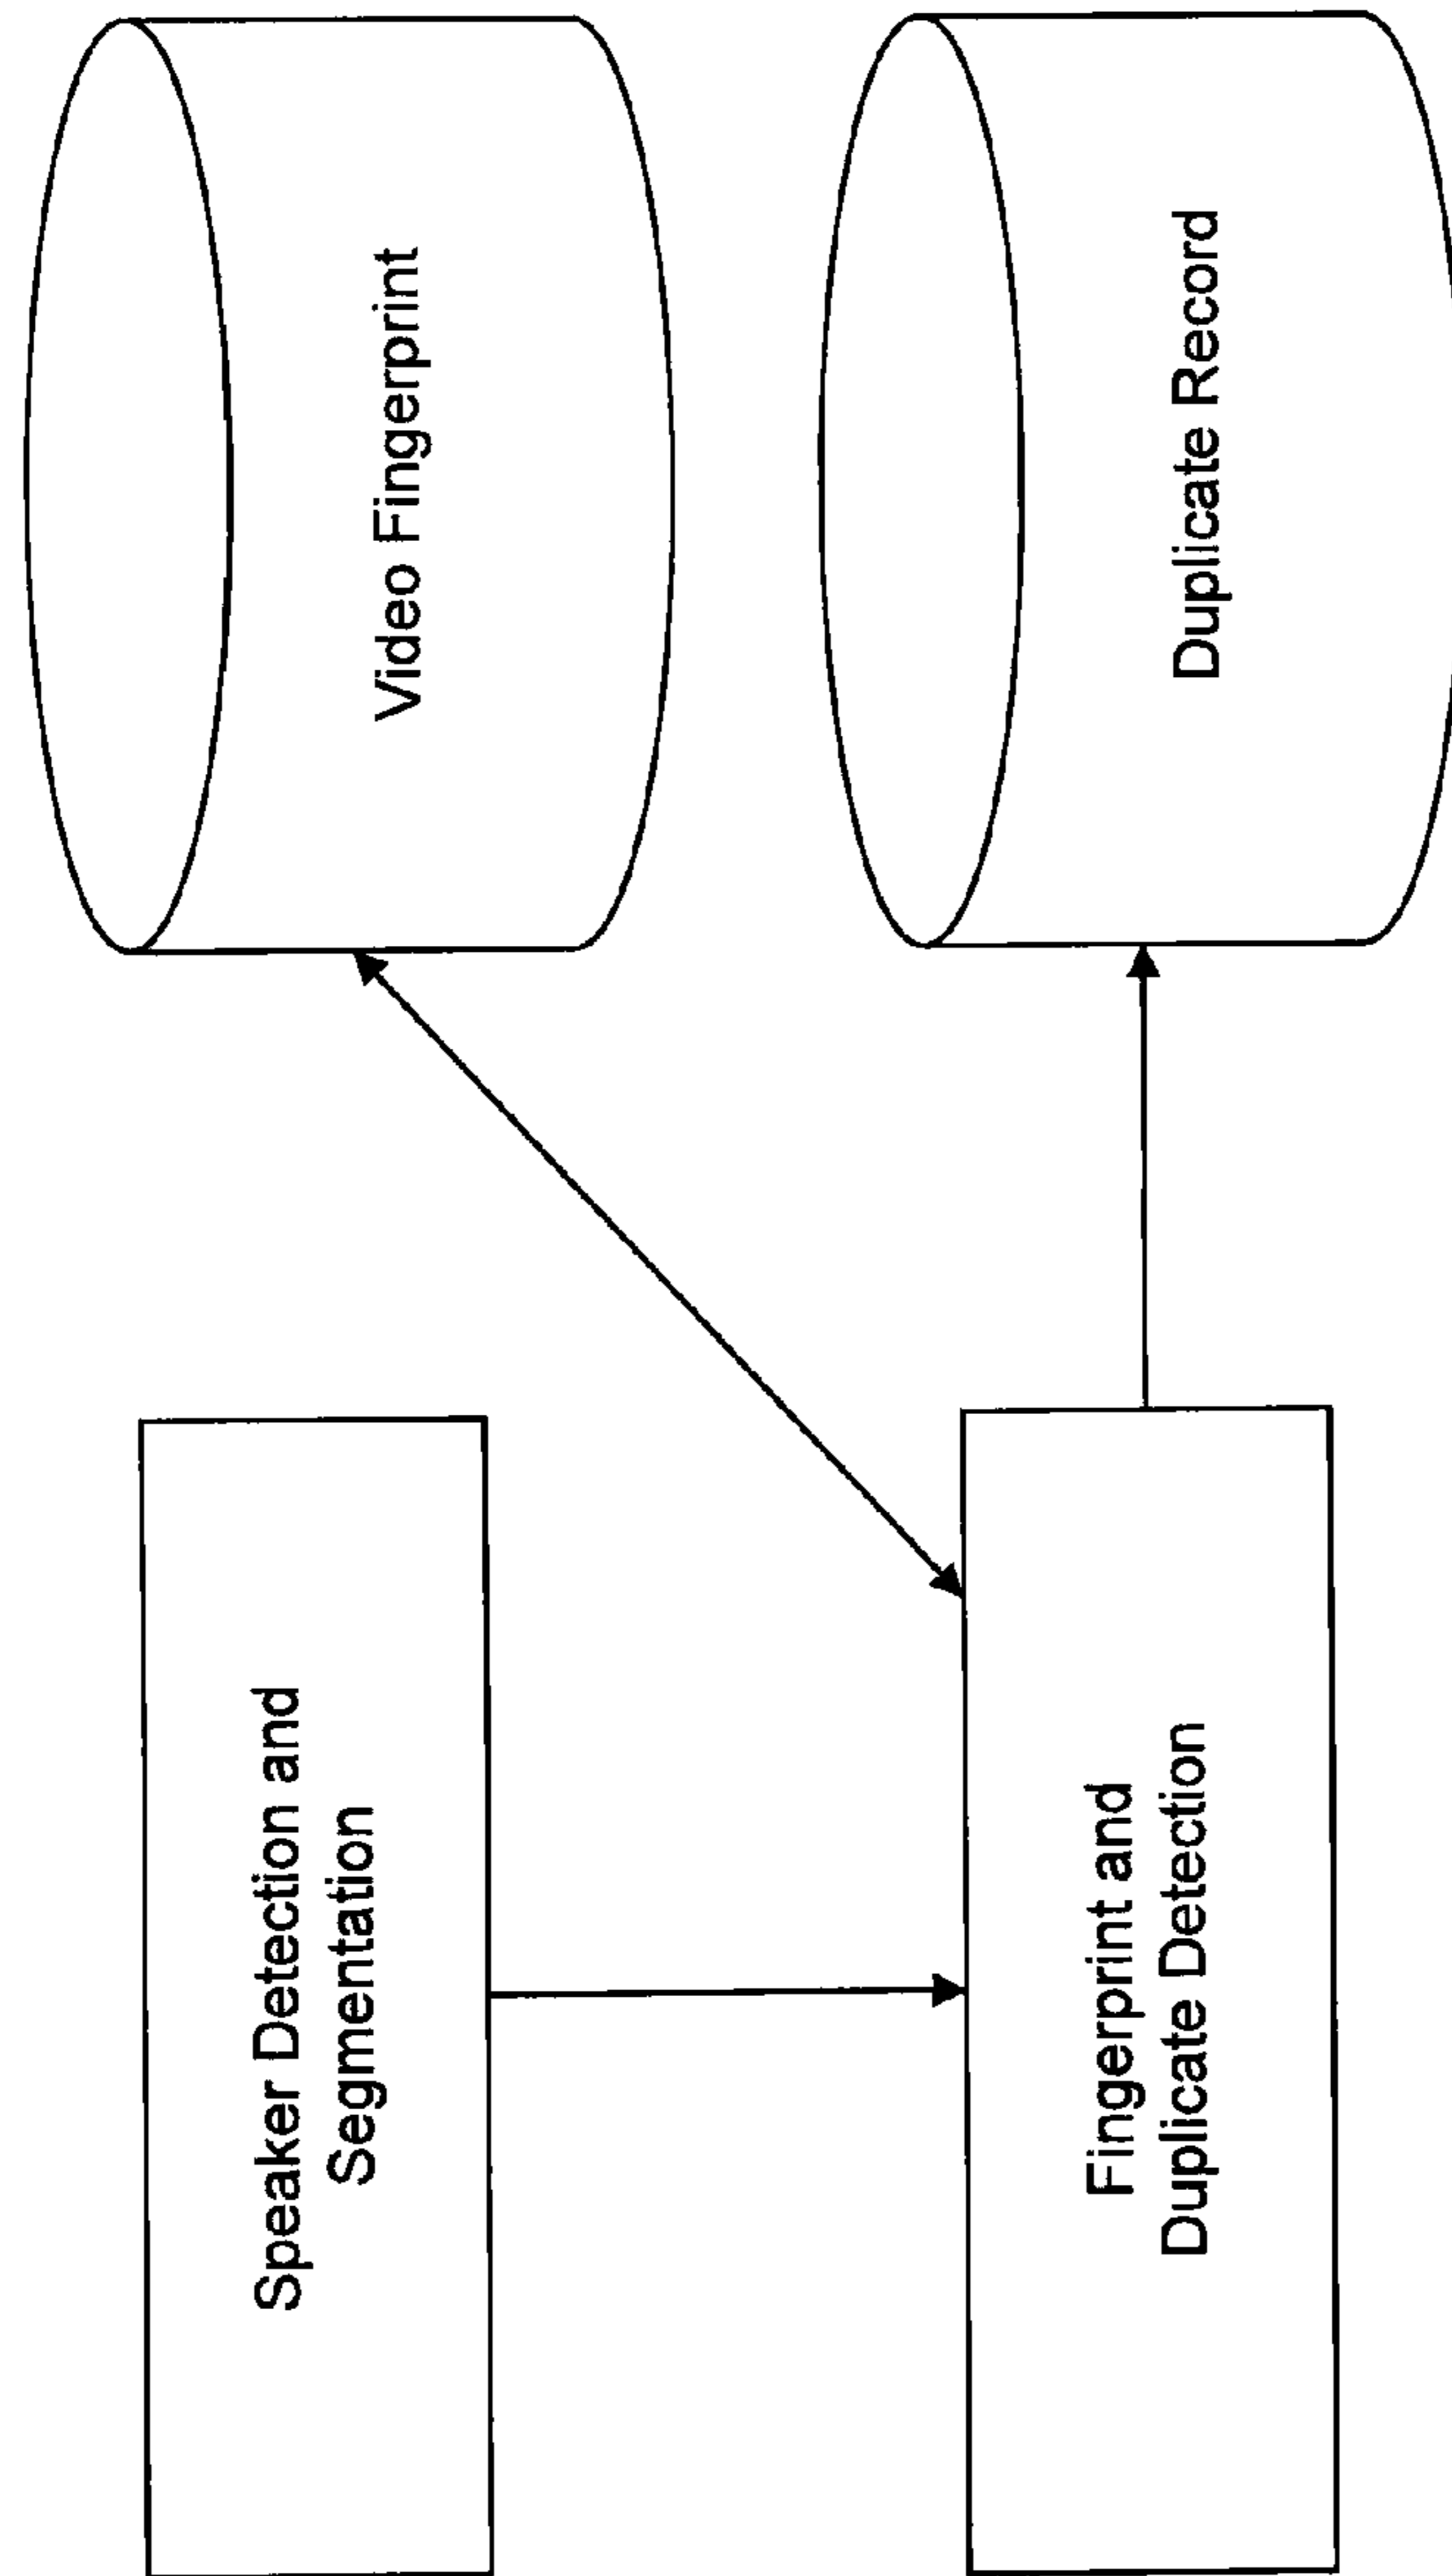 Speaker Detection and
Segmentation
Video Fingerprint
Fingerprint and
Duplicate Detection
Duplicate Record